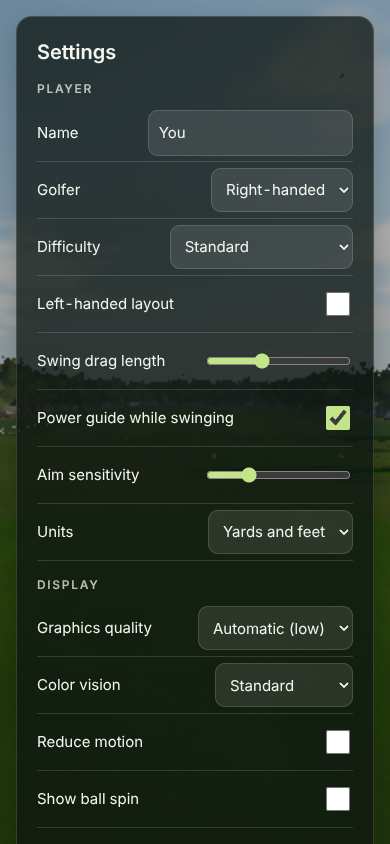 Settings
PLAYER
Name You
Golfer Right-handed
Difficulty Standard
Left-handed layout
Swing drag length
Power guide while swinging
Aim sensitivity
Units Yards and feet
DISPLAY
Graphics quality Automatic (low)
Color vision Standard
Reduce motion
Show ball spin